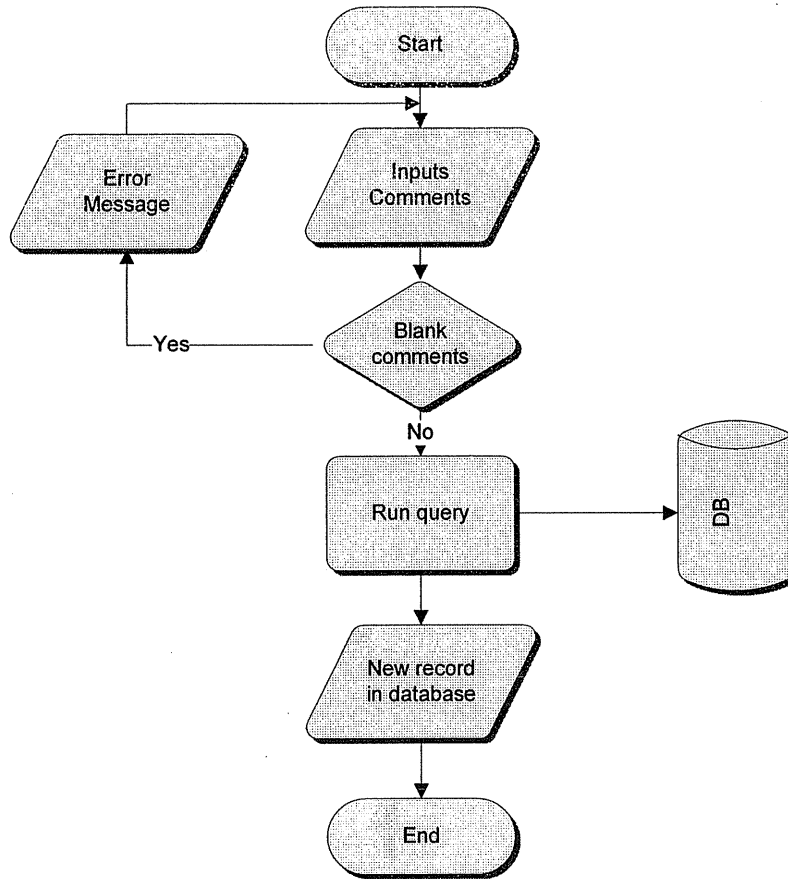 Start
Error
Message
Inputs
Comments
Blank
comments
Yes
No
Run query
DB
New record
in database
End